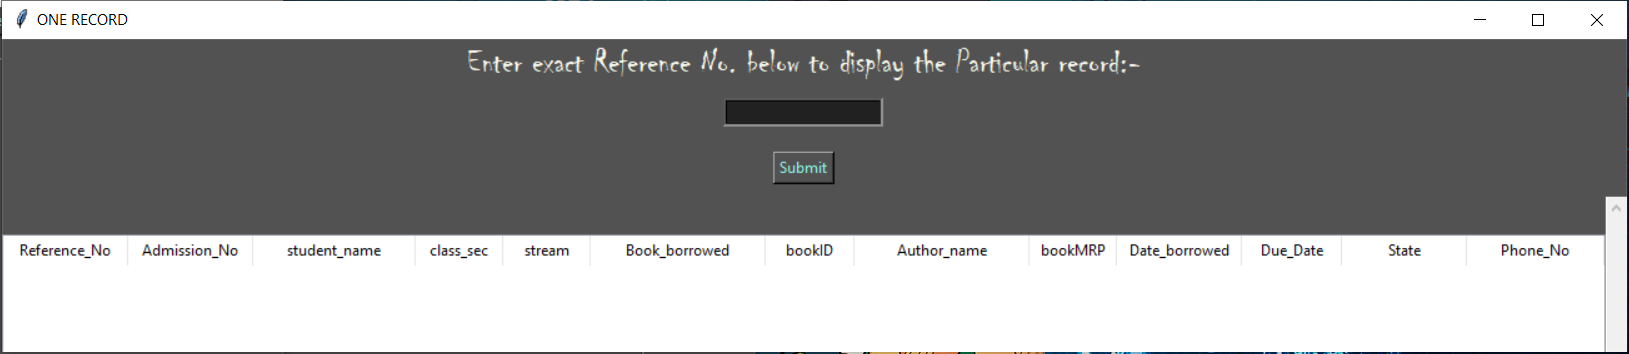 ONE RECORD
Enter exact Reference No. below to display the Particular record:-
Submit
Reference_No Admission_No student_name class_sec stream Book_borrowed bookID Author_name bookMRP Date_borrowed Due_Date State Phone_No